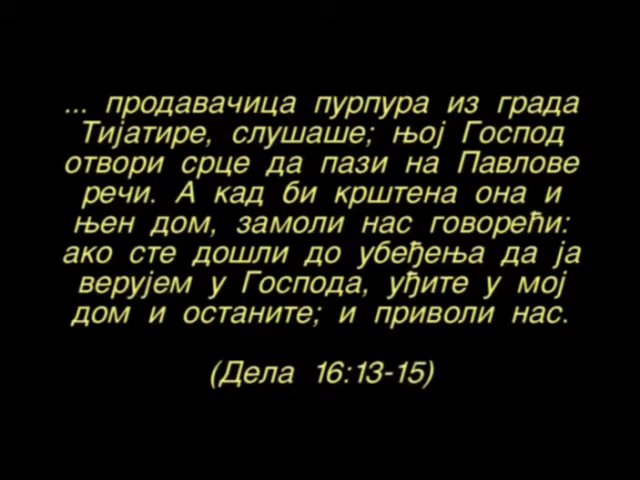 ... продавачица пурпура из града
Тијатире, слушаше; њој Господ
отвори срце да пази на Павлове
речи. А кад би крштена она и
њен дом, замоли нас говорећи:
ако сте дошли до убеђења да ја
верујем у Господа, уђите у мој
дом и останите; и приволи нас.
(Дела 16:13-15)